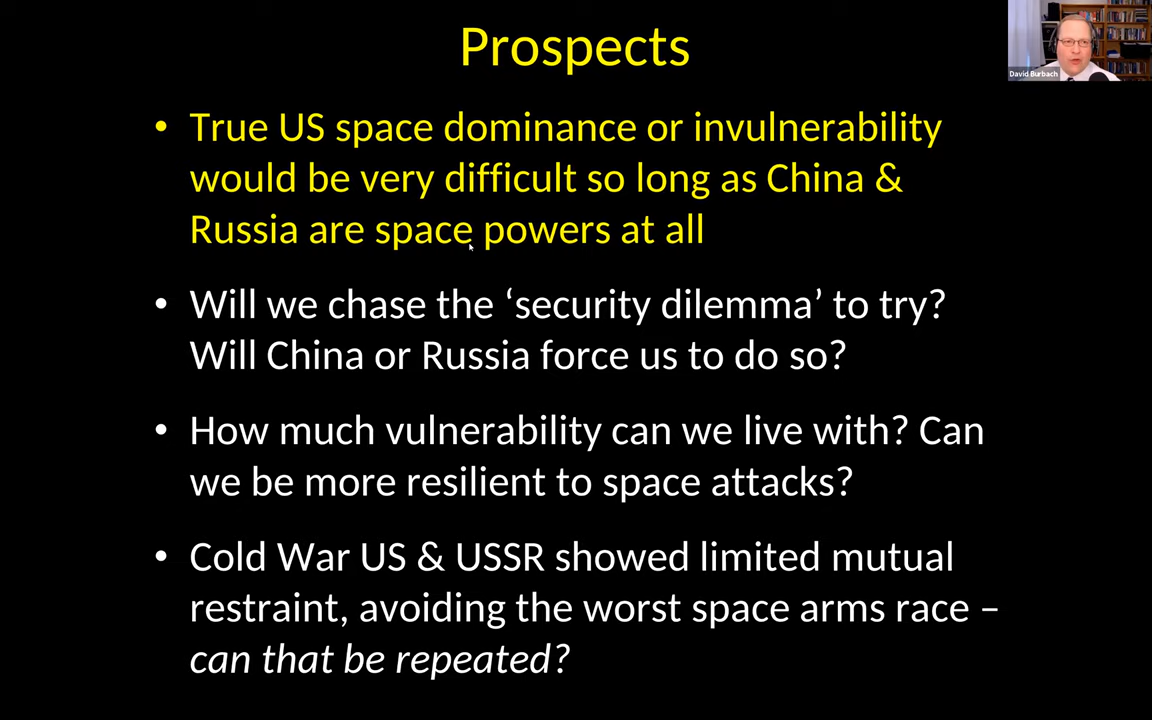 Prospects
David Burbach
• True US space dominance or invulnerability
would be very difficult so long as China &
Russia are space powers at all
• Will we chase the ‘security dilemma’ to try?
Will China or Russia force us to do so?
• How much vulnerability can we live with? Can
we be more resilient to space attacks?
• Cold War US & USSR showed limited mutual
restraint, avoiding the worst space arms race –
can that be repeated?